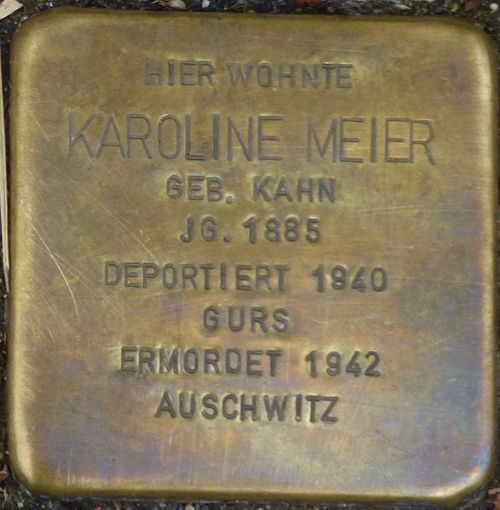 HIER WOHNTE
KAROLINE MEIER
GEB. KAHN
JG. 1885
DEPORTIERT 1940
GURS
ERMORDET 1942
AUSCHWITZ